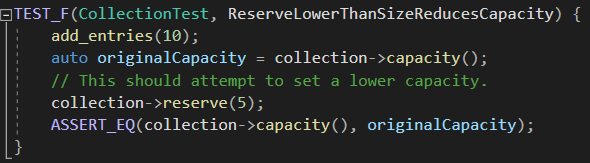 TEST_F(CollectionTest, ReserveLowerThanSizeReducesCapacity) {
    add_entries(10);
    auto originalCapacity = collection->capacity();
    // This should attempt to set a lower capacity.
    collection->reserve(5);
    ASSERT_EQ(collection->capacity(), originalCapacity);
}